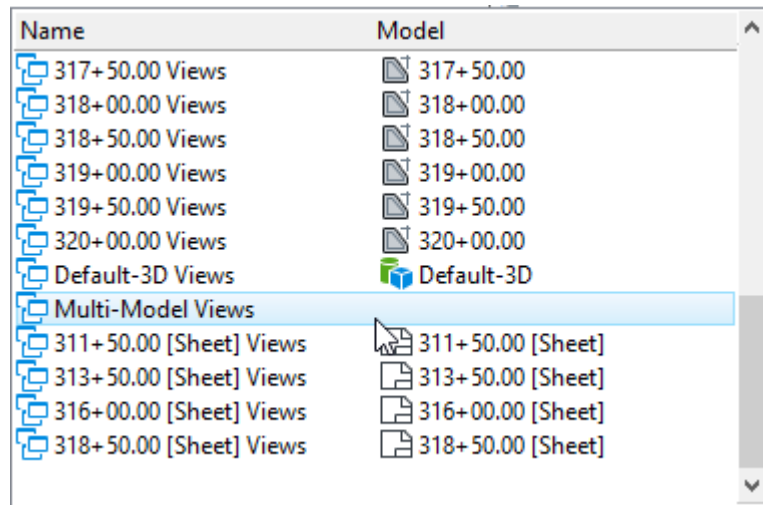 Name Model
317+50.00 Views 317+50.00
318+00.00 Views 318+00.00
318+50.00 Views 318+50.00
319+00.00 Views 319+00.00
319+50.00 Views 319+50.00
320+00.00 Views 320+00.00
Default-3D Views Default-3D
Multi-Model Views
311+50.00 [Sheet] Views 311+50.00 [Sheet]
313+50.00 [Sheet] Views 313+50.00 [Sheet]
316+00.00 [Sheet] Views 316+00.00 [Sheet]
318+50.00 [Sheet] Views 318+50.00 [Sheet]